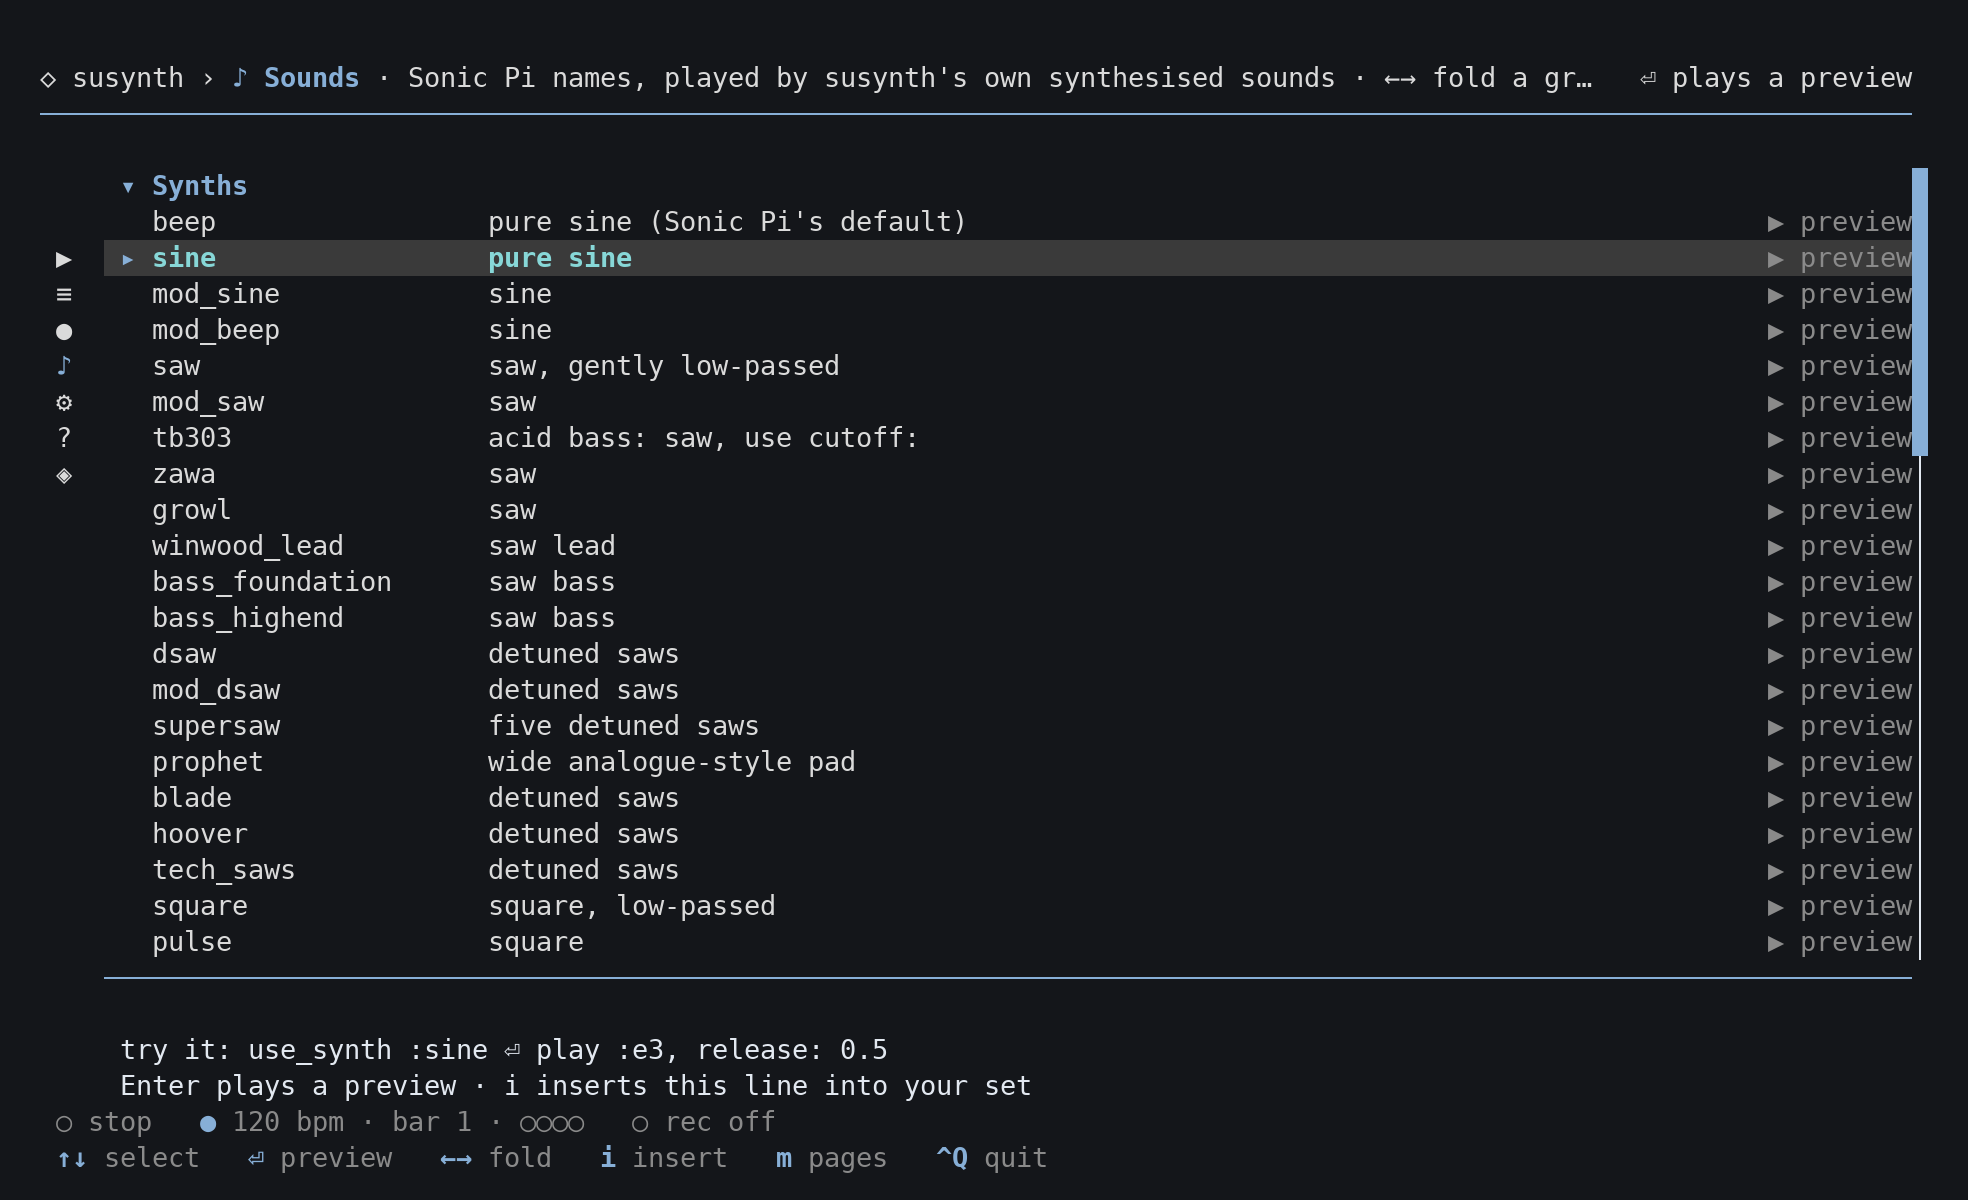 ◇ susynth › ♪ Sounds · Sonic Pi names, played by susynth's own synthesised sounds · ←→ fold a gr… ⏎ plays a preview
▾ Synths
beep pure sine (Sonic Pi's default) ▶ preview
▶ ▸ sine pure sine ▶ preview
≡ mod_sine sine ▶ preview
● mod_beep sine ▶ preview
♪ saw saw, gently low-passed ▶ preview
⚙ mod_saw saw ▶ preview
? tb303 acid bass: saw, use cutoff: ▶ preview
◈ zawa saw ▶ preview
growl saw ▶ preview
winwood_lead saw lead ▶ preview
bass_foundation saw bass ▶ preview
bass_highend saw bass ▶ preview
dsaw detuned saws ▶ preview
mod_dsaw detuned saws ▶ preview
supersaw five detuned saws ▶ preview
prophet wide analogue-style pad ▶ preview
blade detuned saws ▶ preview
hoover detuned saws ▶ preview
tech_saws detuned saws ▶ preview
square square, low-passed ▶ preview
pulse square ▶ preview
try it: use_synth :sine ⏎ play :e3, release: 0.5
Enter plays a preview · i inserts this line into your set
○ stop ● 120 bpm · bar 1 · ○○○○ ○ rec off
↑↓ select ⏎ preview ←→ fold i insert m pages ^Q quit